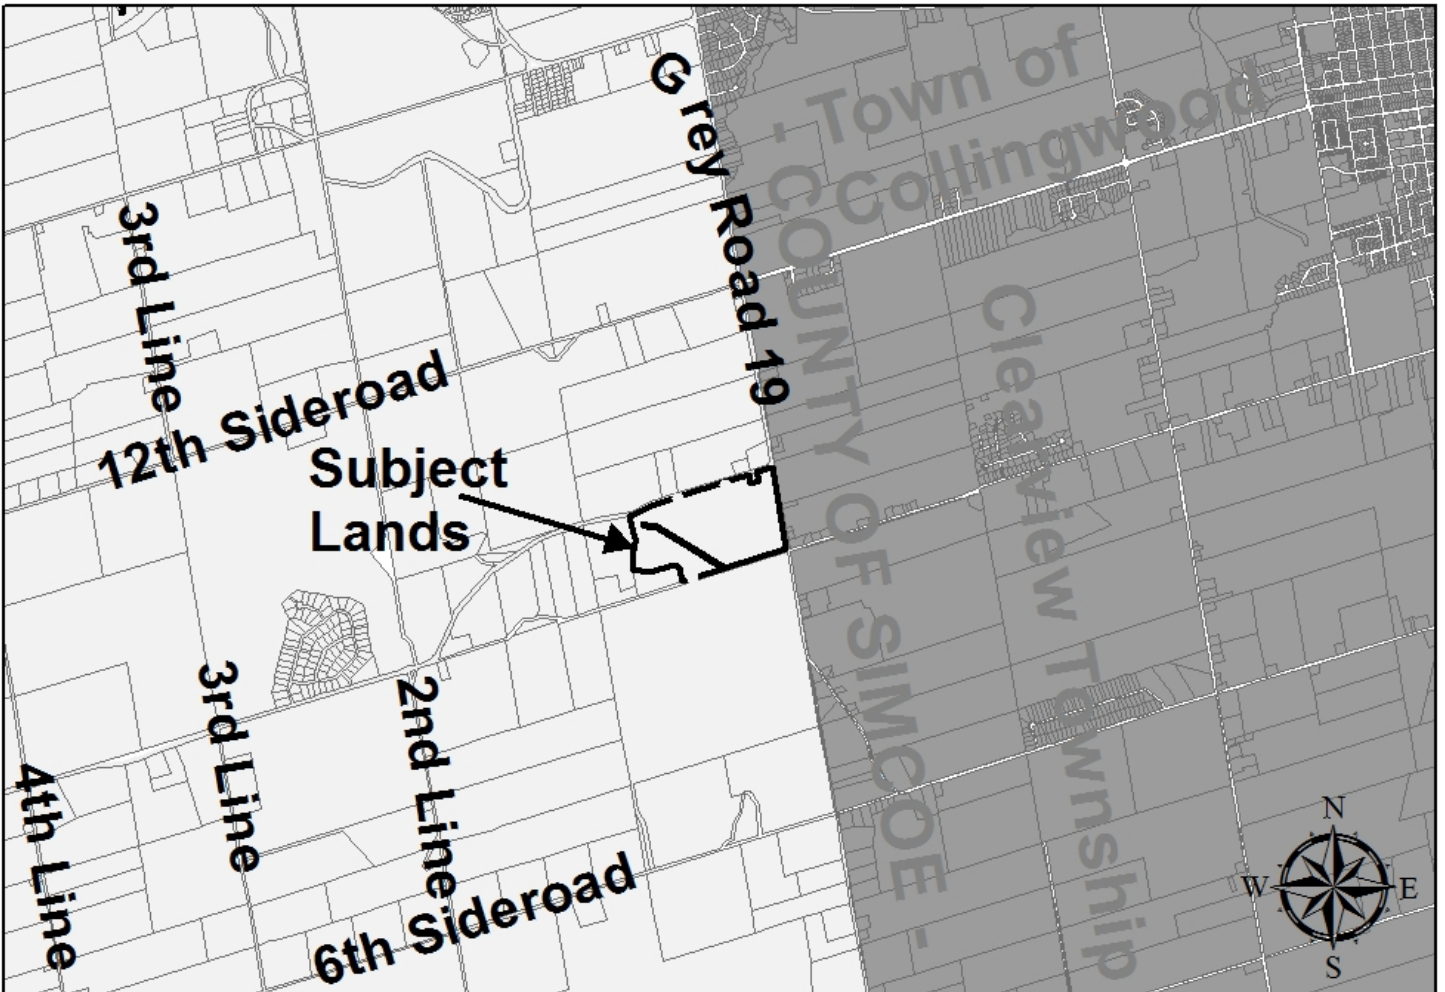 Grey Road 19
- Town of
Collingwood
- COUNTY OF SIMCOE -
Clearview Township
3rd Line
12th Sideroad
Subject
Lands
3rd Line
2nd Line
4th Line
6th Sideroad
N
W
E
S